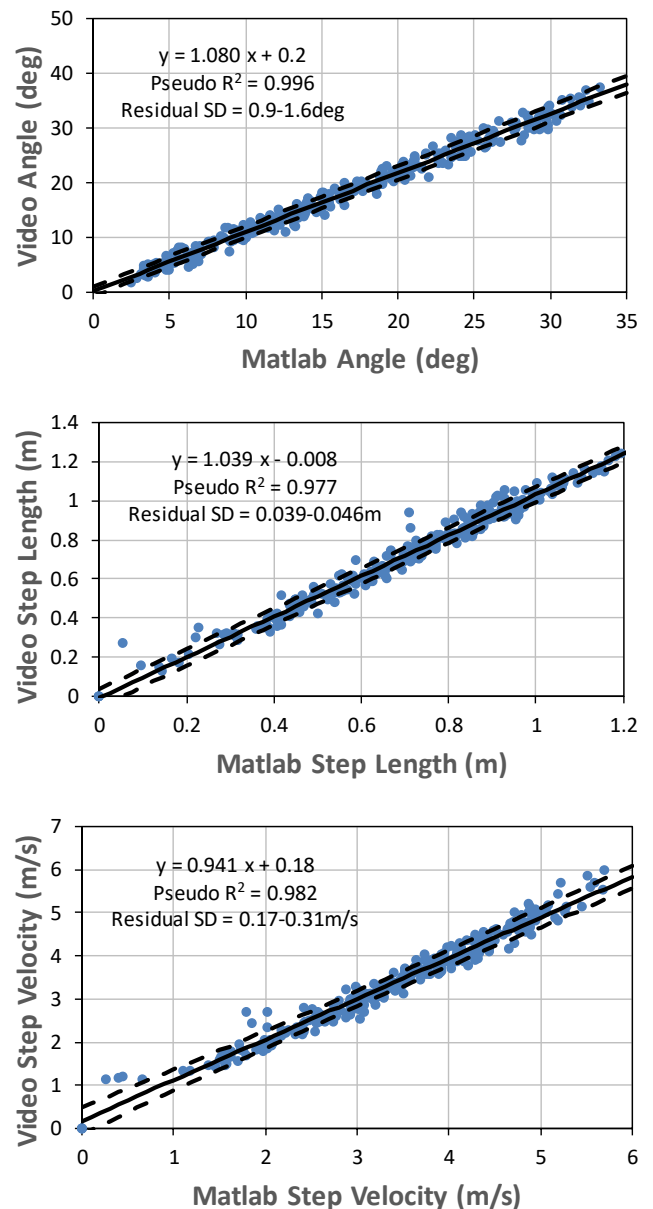 50
40
30
20
10
0
Video Angle (deg)
y = 1.080 x + 0.2
Pseudo R² = 0.996
Residual SD = 0.9-1.6deg
0 5 10 15 20 25 30 35
Matlab Angle (deg)
1.4
1.2
1
0.8
0.6
0.4
0.2
0
Video Step Length (m)
y = 1.039 x - 0.008
Pseudo R² = 0.977
Residual SD = 0.039-0.046m
0 0.2 0.4 0.6 0.8 1 1.2
Matlab Step Length (m)
7
6
5
4
3
2
1
0
Video Step Velocity (m/s)
y = 0.941 x + 0.18
Pseudo R² = 0.982
Residual SD = 0.17-0.31m/s
0 1 2 3 4 5 6
Matlab Step Velocity (m/s)